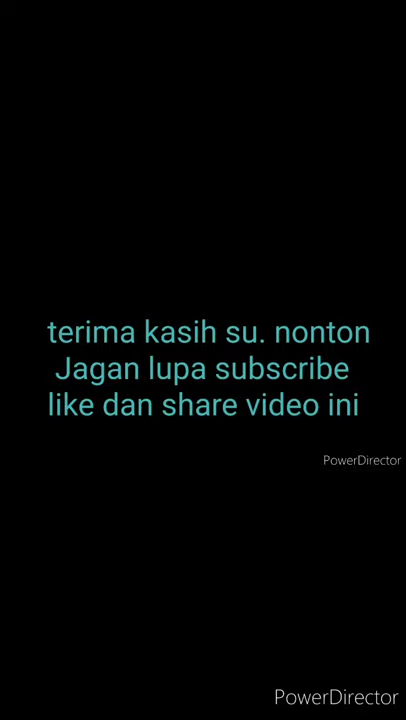 terima kasih su. nonton
Jagan lupa subscribe
like dan share video ini
PowerDirector
PowerDirector